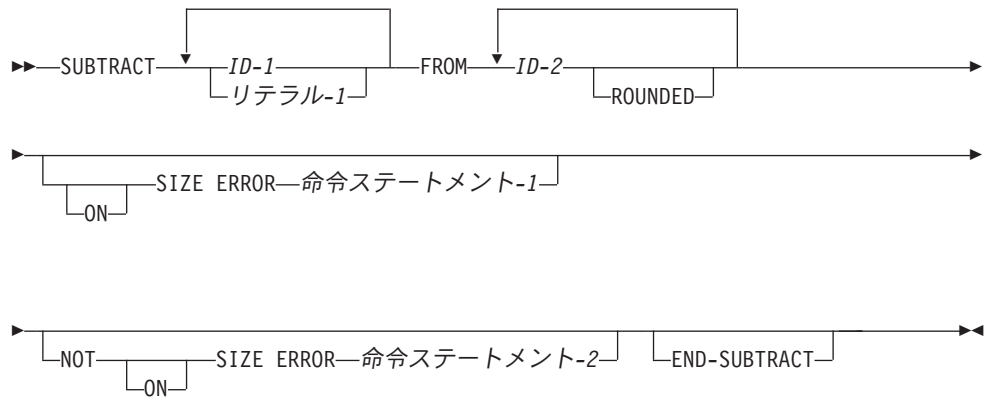 SUBTRACT ID-1 FROM ID-2
リテラル-1 ROUNDED
SIZE ERROR 命令ステートメント-1
ON
NOT SIZE ERROR 命令ステートメント-2 END-SUBTRACT
ON